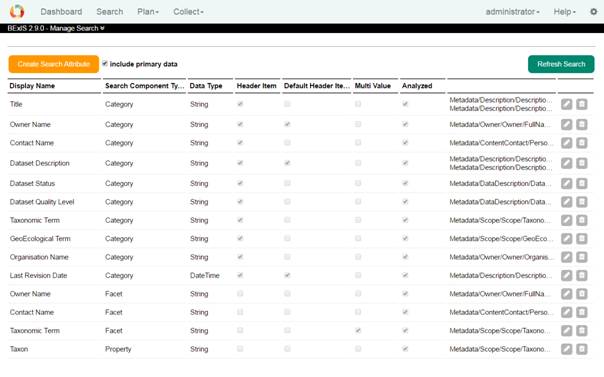 Dashboard Search Plan Collect administrator Help
BExIS 2.9.0 - Manage Search
Create Search Attribute include primary data Refresh Search
Display Name Search Component Ty... Data Type Header Item Default Header Ite... Multi Value Analyzed
Title Category String Metadata/Description/Descriptio...
Metadata/Description/Descriptio...
Owner Name Category String Metadata/Owner/Owner/FullNa...
Contact Name Category String Metadata/ContentContact/Perso...
Dataset Description Category String Metadata/Description/Descriptio...
Metadata/Description/Descriptio...
Dataset Status Category String Metadata/DataDescription/Data...
Dataset Quality Level Category String Metadata/DataDescription/Data...
Taxonomic Term Category String Metadata/Scope/Scope/Taxono...
GeoEcological Term Category String Metadata/Scope/Scope/GeoEco...
Organisation Name Category String Metadata/Owner/Owner/Organis...
Last Revision Date Category DateTime Metadata/Description/Descriptio...
Owner Name Facet String Metadata/Owner/Owner/FullNa...
Contact Name Facet String Metadata/ContentContact/Perso...
Taxonomic Term Facet String Metadata/Scope/Scope/Taxono...
Taxon Property String Metadata/Scope/Scope/Taxono...